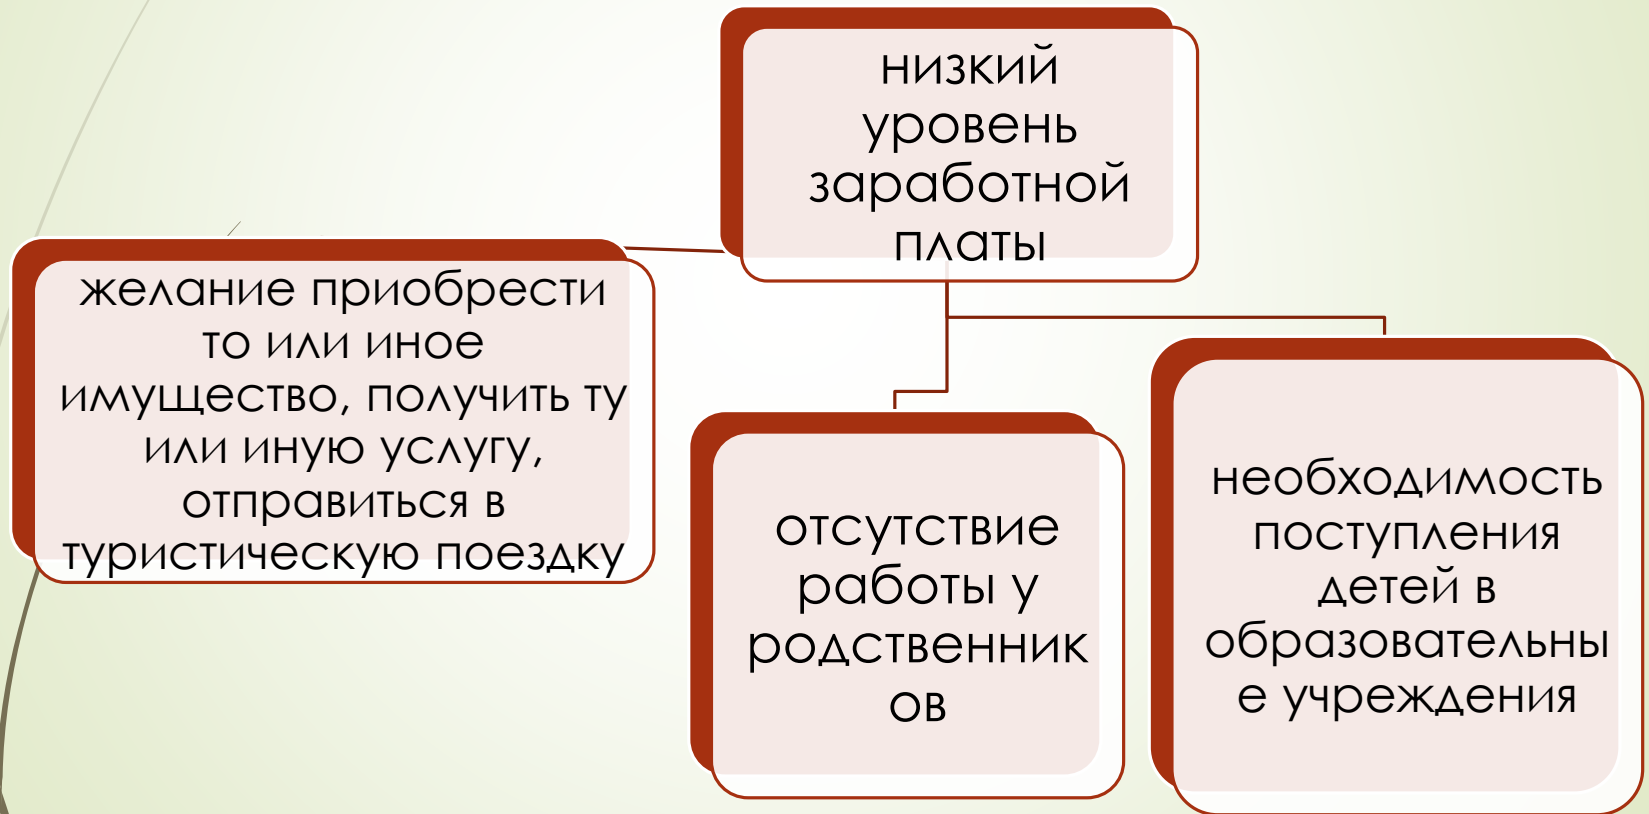 низкий
уровень
заработной
платы
желание приобрести
то или иное
имущество, получить ту
или иную услугу,
отправиться в
туристическую поездку
отсутствие
работы у
родственник
ов
необходимость
поступления
детей в
образовательны
е учреждения